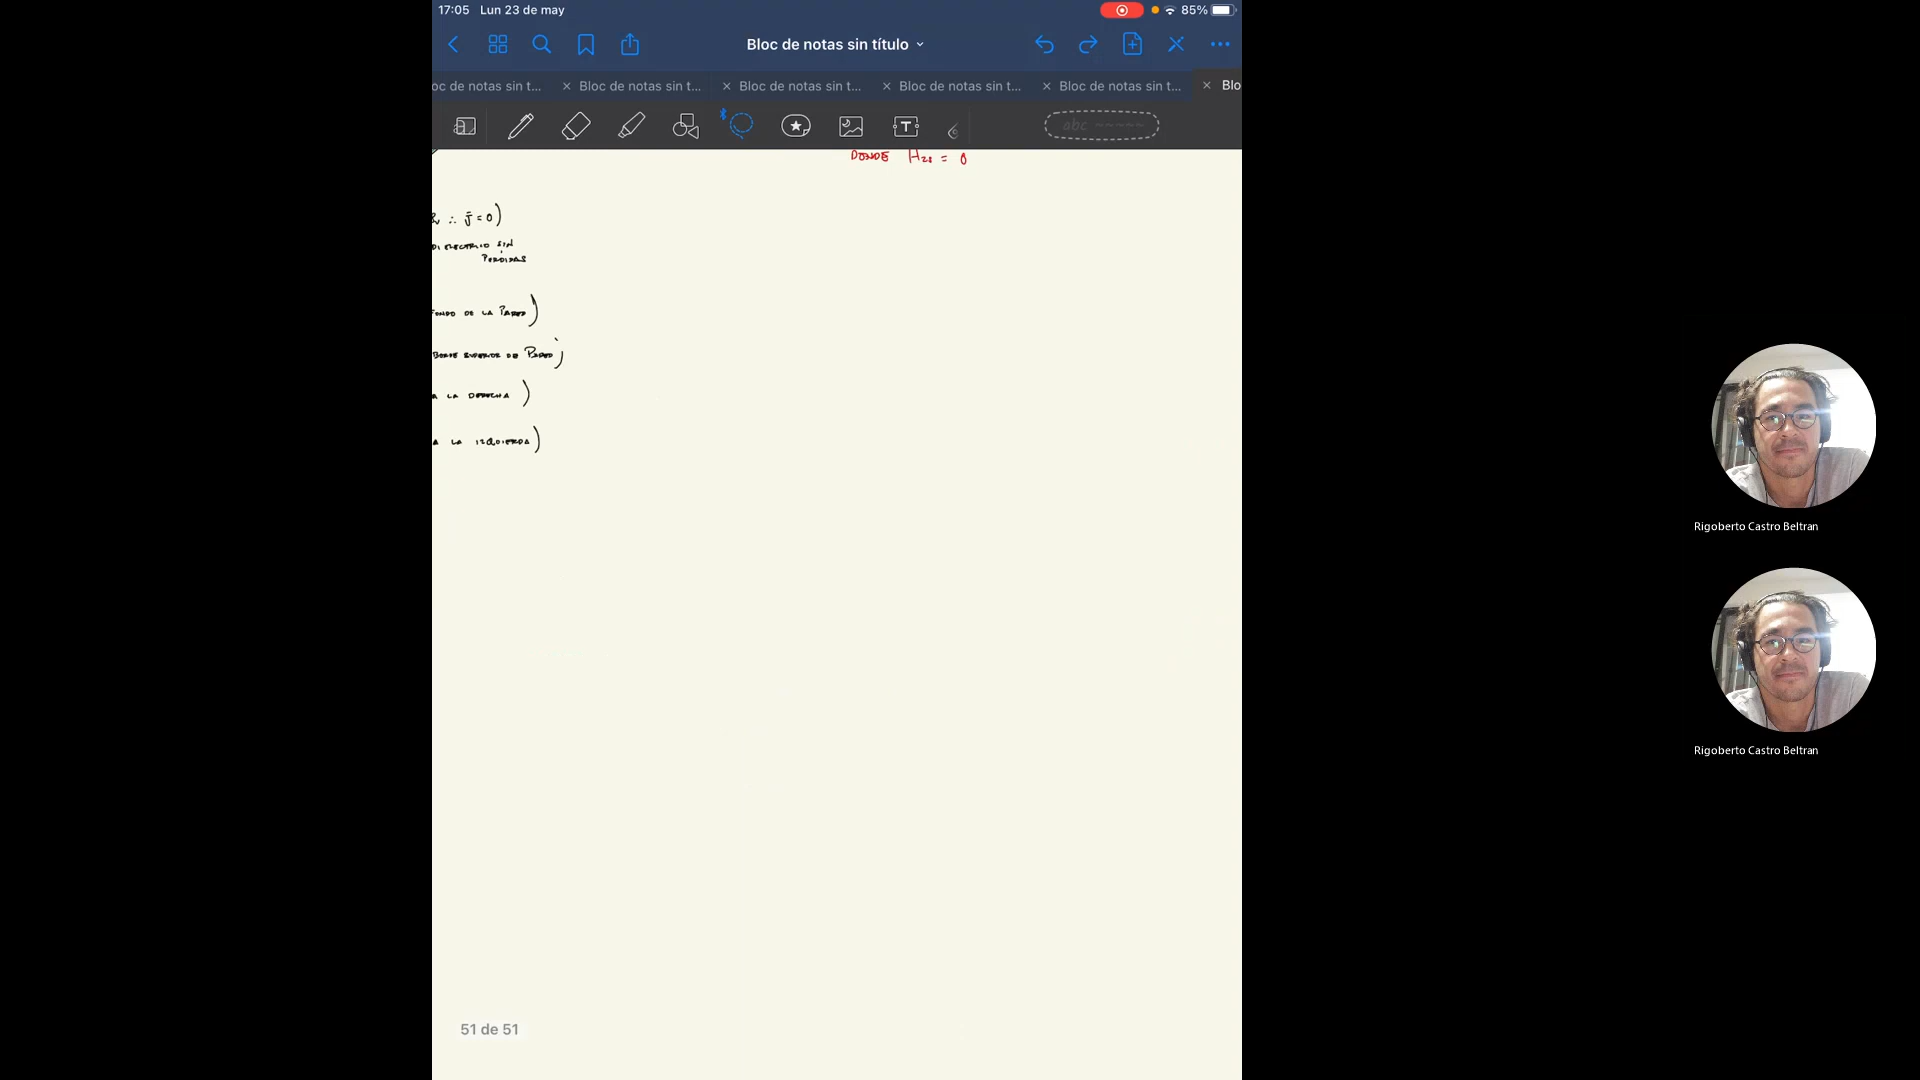 17:05 Lun 23 de may
85%
Bloc de notas sin título
oc de notas sin t... Bloc de notas sin t... Bloc de notas sin t... Bloc de notas sin t... Bloc de notas sin t... Blo
abc
DONDE H₂ₛ = 0
∴ J̄ = 0)
DIELECTRICO SIN
PERDIDAS
FONDO DE LA PARED)
BORDE SUPERIOR DE PARED)
A LA DERECHA)
A LA IZQUIERDA)
51 de 51
Rigoberto Castro Beltran
Rigoberto Castro Beltran